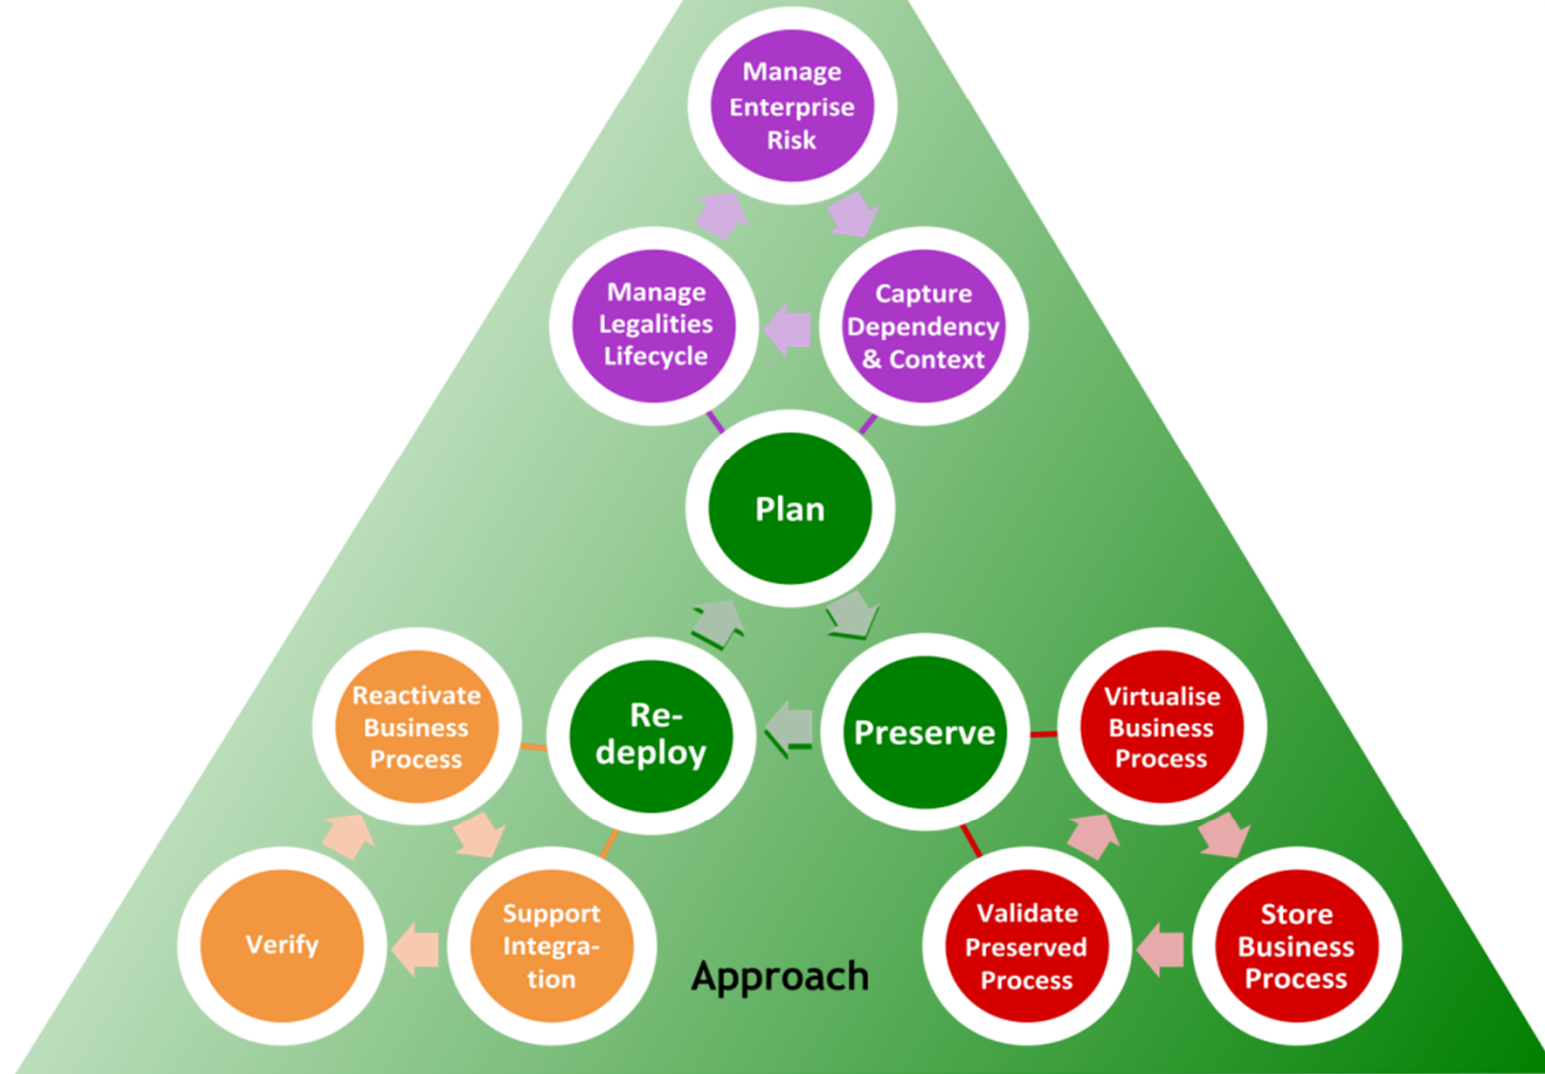 Manage
Enterprise
Risk
Manage
Legalities
Lifecycle
Capture
Dependency
& Context
Plan
Reactivate
Business
Process
Re-
deploy
Preserve
Virtualise
Business
Process
Verify
Support
Integra-
tion
Approach
Validate
Preserved
Process
Store
Business
Process